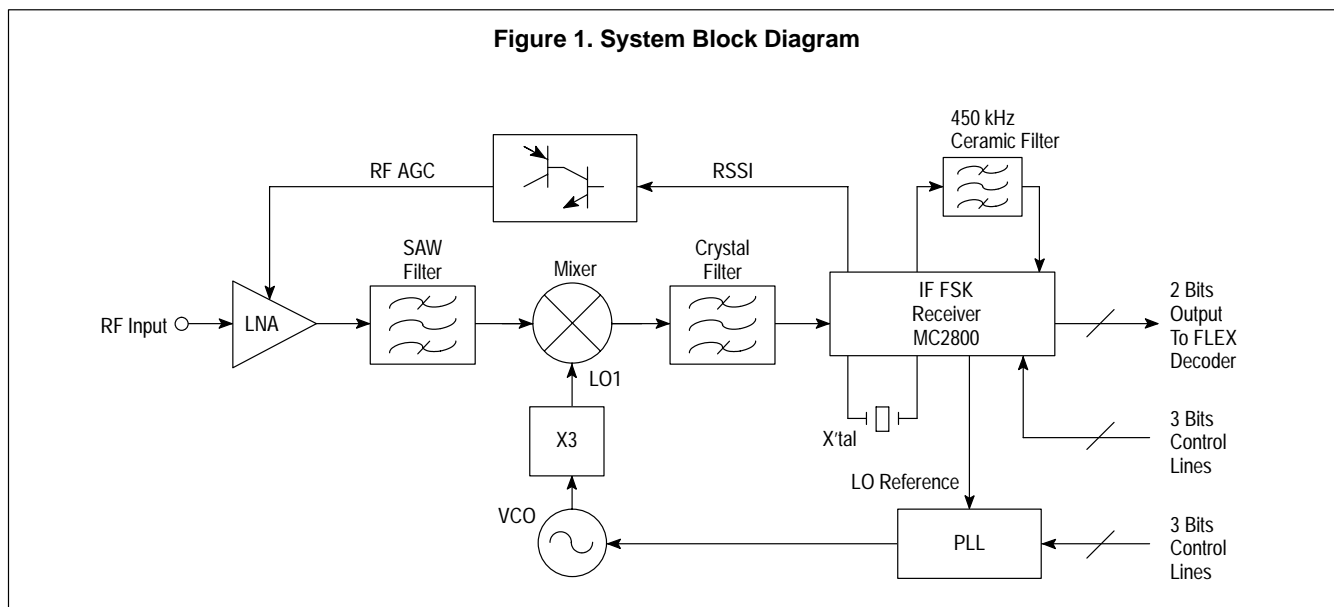 Figure 1. System Block Diagram
450 kHz
Ceramic Filter
RF AGC
RSSI
SAW
Filter
Mixer
Crystal
Filter
RF Input
LNA
IF FSK
Receiver
MC2800
2 Bits
Output
To FLEX
Decoder
LO1
X3
X'tal
3 Bits
Control
Lines
LO Reference
VCO
PLL
3 Bits
Control
Lines